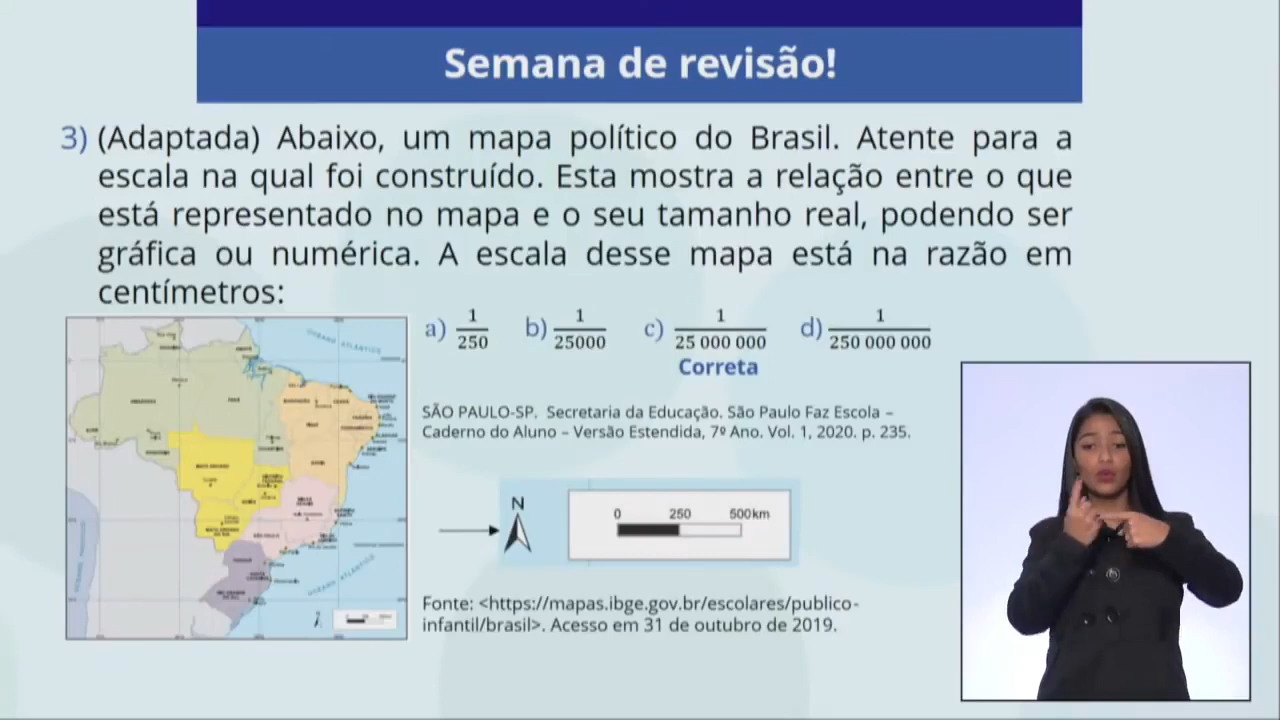 Semana de revisão!
3) (Adaptada) Abaixo, um mapa político do Brasil. Atente para a
escala na qual foi construído. Esta mostra a relação entre o que
está representado no mapa e o seu tamanho real, podendo ser
gráfica ou numérica. A escala desse mapa está na razão em
centímetros:
a) 1/250 b) 1/25000 c) 1/25 000 000 d) 1/250 000 000
Correta
SÃO PAULO-SP. Secretaria da Educação. São Paulo Faz Escola –
Caderno do Aluno – Versão Estendida, 7º Ano. Vol. 1, 2020. p. 235.
N
0 250 500km
Fonte: <https://mapas.ibge.gov.br/escolares/publico-
infantil/brasil>. Acesso em 31 de outubro de 2019.
OCEANO ATLÂNTICO
OCEANO ATLÂNTICO